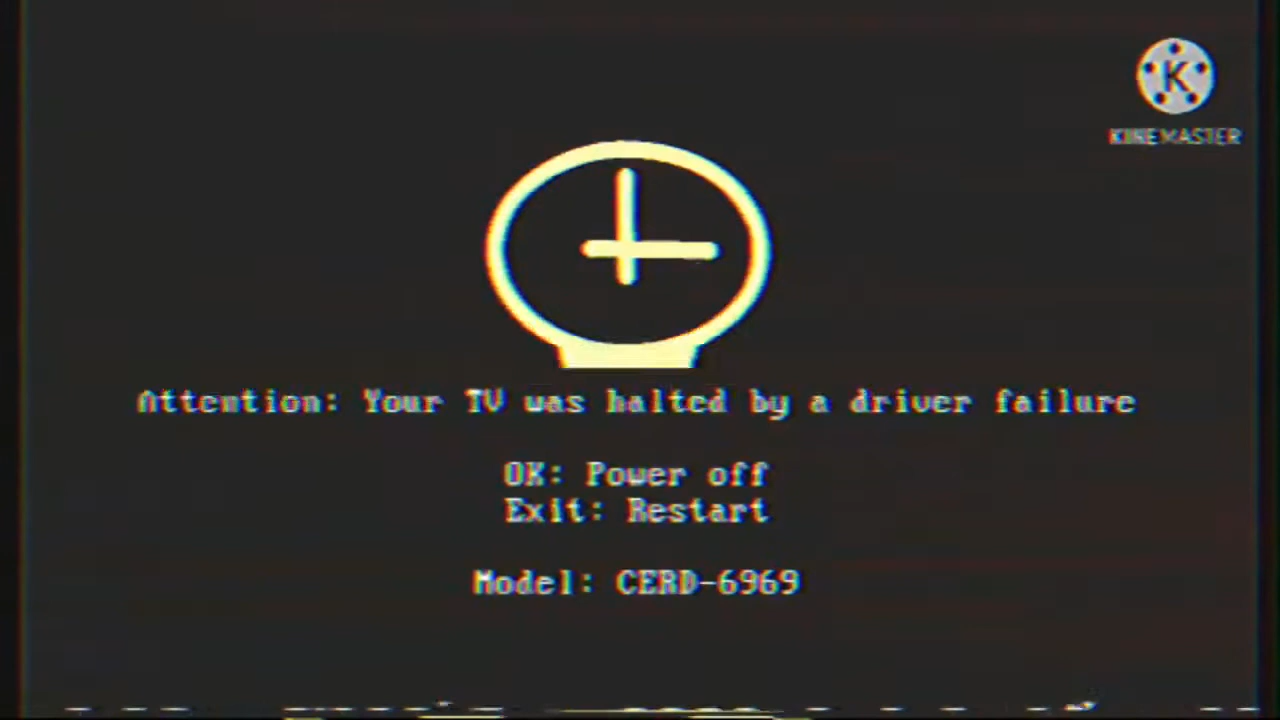 K
KINEMASTER
Attention: Your TV was halted by a driver failure
OK: Power off
Exit: Restart
Model: CERD-6969